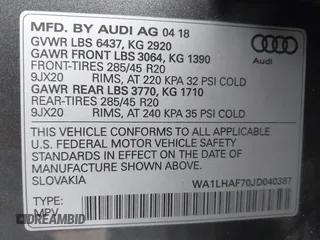 MFD. BY AUDI AG 04 18
GVWR LBS 6437, KG 2920
GAWR FRONT LBS 3064, KG 1390
FRONT-TIRES 285/45 R20
9JX20 RIMS, AT 220 KPA 32 PSI COLD
GAWR REAR LBS 3770, KG 1710
REAR-TIRES 285/45 R20
9JX20 RIMS, AT 240 KPA 35 PSI COLD
Audi
THIS VEHICLE CONFORMS TO ALL APPLICABLE
U.S. FEDERAL MOTOR VEHICLE SAFETY
STANDARDS IN EFFECT ON THE DATE OF
MANUFACTURE SHOWN ABOVE.
SLOVAKIA WA1LHAF70JD040387
TYPE:
MPV
DREAMBID